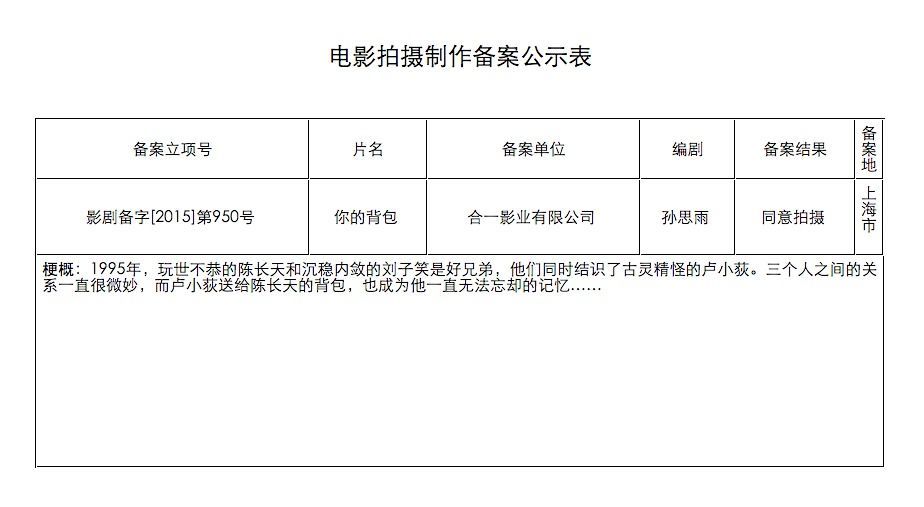 电影拍摄制作备案公示表
备案立项号 片名 备案单位 编剧 备案结果 备案地
影剧备字[2015]第950号 你的背包 合一影业有限公司 孙思雨 同意拍摄 上海市
梗概：1995年，玩世不恭的陈长天和沉稳内敛的刘子笑是好兄弟，他们同时结识了古灵精怪的卢小荻。三个人之间的关
系一直很微妙，而卢小荻送给陈长天的背包，也成为他一直无法忘却的记忆……